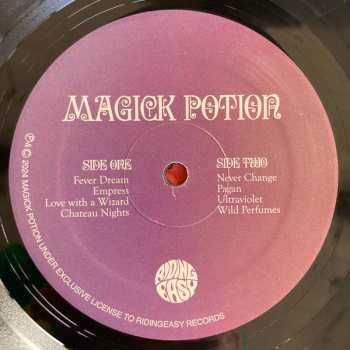 MAGICK POTION
SIDE ONE
Fever Dream
Empress
Love with a Wizard
Chateau Nights
SIDE TWO
Never Change
Pagan
Ultraviolet
Wild Perfumes
℗ & © 2024 MAGICK POTION UNDER EXCLUSIVE LICENSE TO RIDINGEASY RECORDS
RIDING
EASY